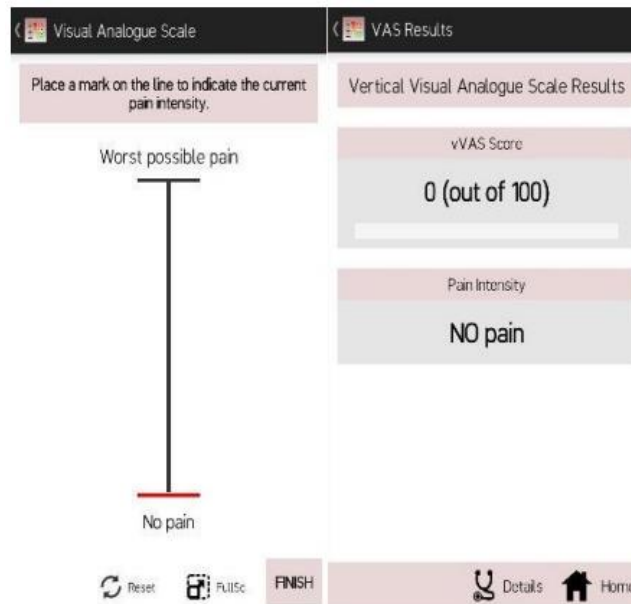 Visual Analogue Scale
Place a mark on the line to indicate the current
pain intensity.
Worst possible pain
No pain
Reset
FullSc
FINISH
VAS Results
Vertical Visual Analogue Scale Results
vVAS Score
0 (out of 100)
Pain Intensity
NO pain
Details
Home